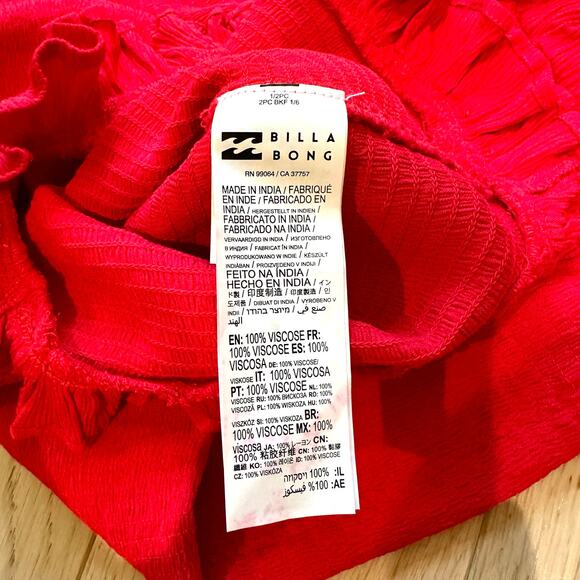 1/2PC
2PC BKF 1/6
BILLA
BONG
RN 99064 / CA 37757
MADE IN INDIA / FABRIQUÉ
EN INDE / FABRICADO EN
INDIA / HERGESTELLT IN INDIEN /
FABBRICATO IN INDIA /
FABRICADO NA INDIA /
VERVAARDIGD IN INDIA / ИЗГОТОВЛЕНО
В ИНДИЯ / FABRICAT ÎN INDIA /
WYPRODUKOWANO W INDIE / KÉSZÜLT
INDIÁBAN / PROIZVEDENO V INDIJI /
FEITO NA ÍNDIA /
HECHO EN INDIA / イン
ド製 / 印度制造 / 印度製造 / 인
도 제조 / DIBUAT DI INDIA / VYROBENO V
INDII / מיוצר בהודו / صنع في
الهند
EN: 100% VISCOSE FR:
100% VISCOSE ES: 100%
VISCOSA DE: 100% VISCOSE/
VISKOSE IT: 100% VISCOSA
PT: 100% VISCOSE NL: 100%
VISCOSE RU: 100% ВИСКОЗА RO: 100%
VISCOZĂ PL: 100% WISKOZA HU: 100%
VISZKÓZ SI: 100% VISKOZA BR:
100% VISCOSE MX: 100%
VISCOSA JA: 100% レーヨン CN:
100% 粘胶纤维 CN: 100% 黏膠
纖維 KO: 100% 레이온 ID: 100% VISCOSE
CZ: 100% VISKÓZA
IL: 100% ויסקוזה
AE: 100% فيسكوز